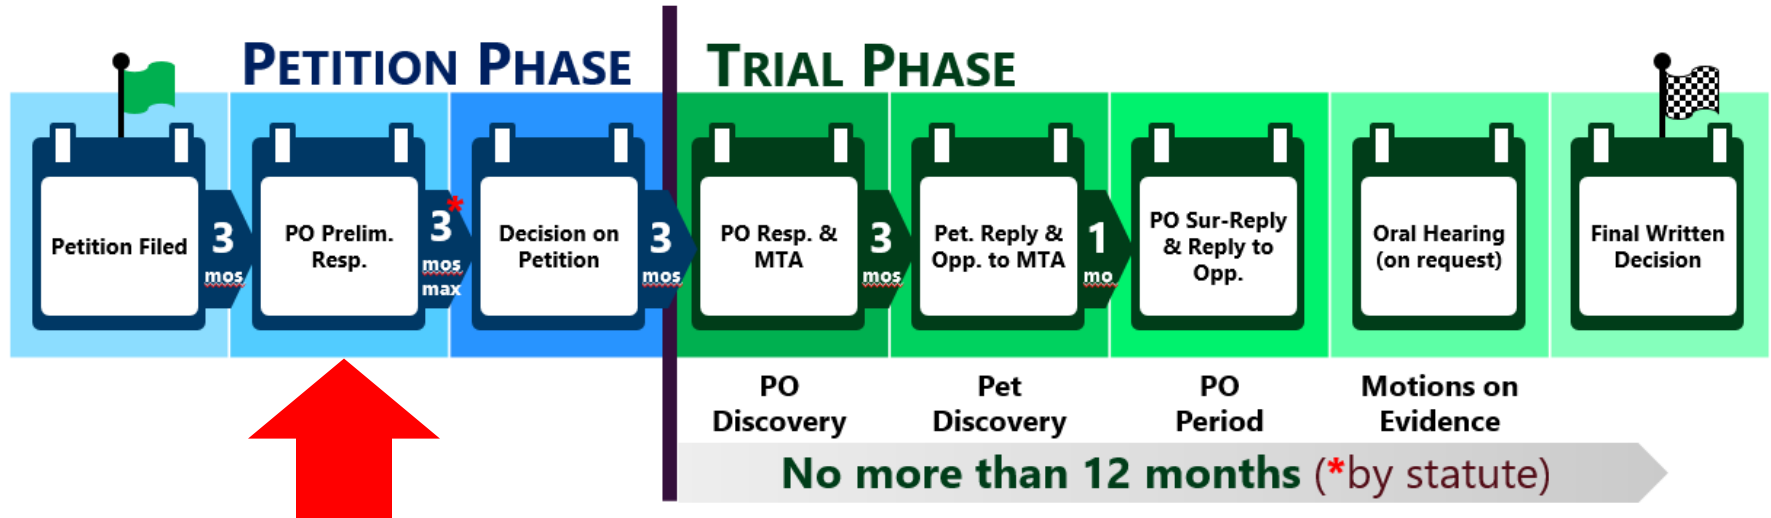 PETITION PHASE
TRIAL PHASE
Petition Filed
3
mos
PO Prelim.
Resp.
3*
mos
max
Decision on
Petition
3
mos
PO Resp. &
MTA
3
mos
Pet. Reply &
Opp. to MTA
1
mo
PO Sur-Reply
& Reply to
Opp.
Oral Hearing
(on request)
Final Written
Decision
PO
Discovery
Pet
Discovery
PO
Period
Motions on
Evidence
No more than 12 months (*by statute)